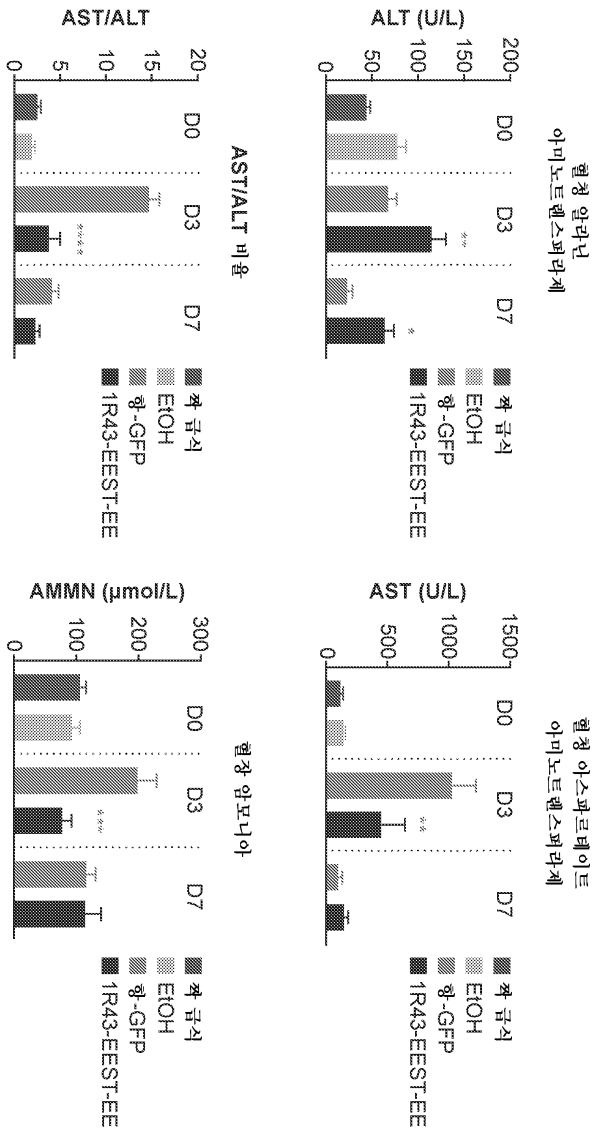 혈청 알라닌
아미노트랜스퍼라제
ALT (U/L)
200
150
100
50
0
D0
D3
D7
**
*
짝 급식
EtOH
항-GFP
1R43-EEST-EE
혈청 아스파르테이트
아미노트랜스퍼라제
AST (U/L)
1500
1000
500
0
D0
D3
D7
**
짝 급식
EtOH
항-GFP
1R43-EEST-EE
AST/ALT 비율
AST/ALT
20
15
10
5
0
D0
D3
D7
****
짝 급식
EtOH
항-GFP
1R43-EEST-EE
혈장 암모니아
AMMN (µmol/L)
300
200
100
0
D0
D3
D7
***
짝 급식
EtOH
항-GFP
1R43-EEST-EE